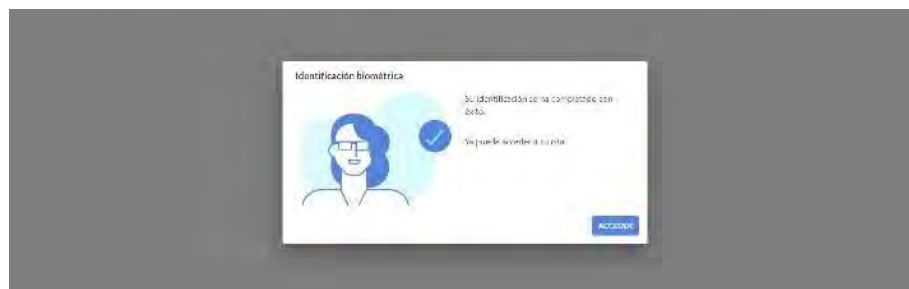 Identificación biométrica
Su identificación se ha completado con
éxito.
Ya puede acceder a su cita.
ACCEDER